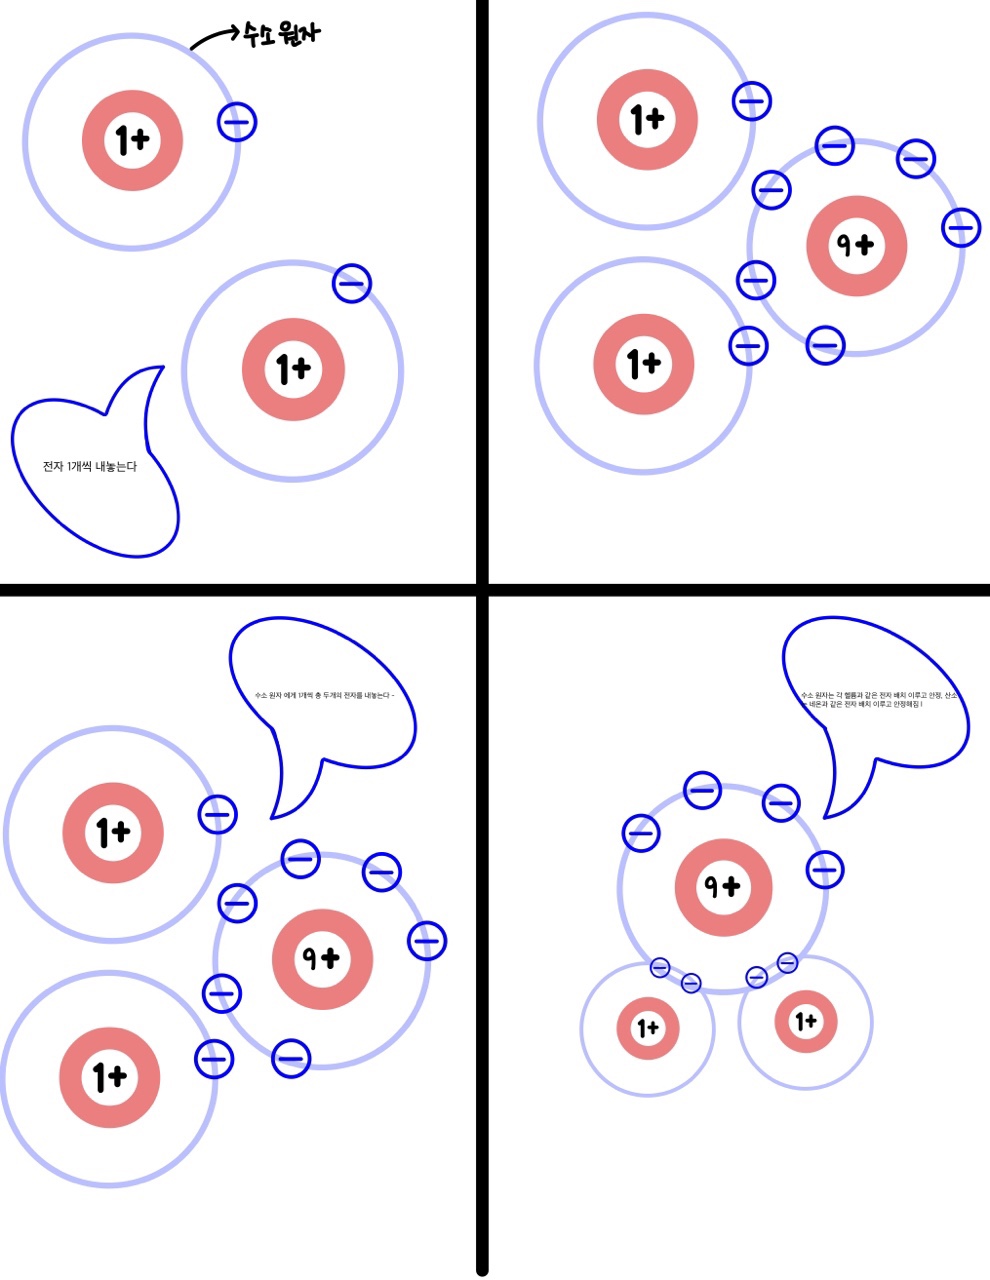 수소 원자
1+
1+
전자 1개씩 내놓는다
1+
9+
1+
수소 원자 에게 1개씩 총 두개의 전자를 내놓는다 ~
1+
9+
1+
수소 원자는 각 헬륨과 같은 전자 배치 이루고 안정, 산소
는 네온과 같은 전자 배치 이루고 안정해짐 !
9+
1+
1+